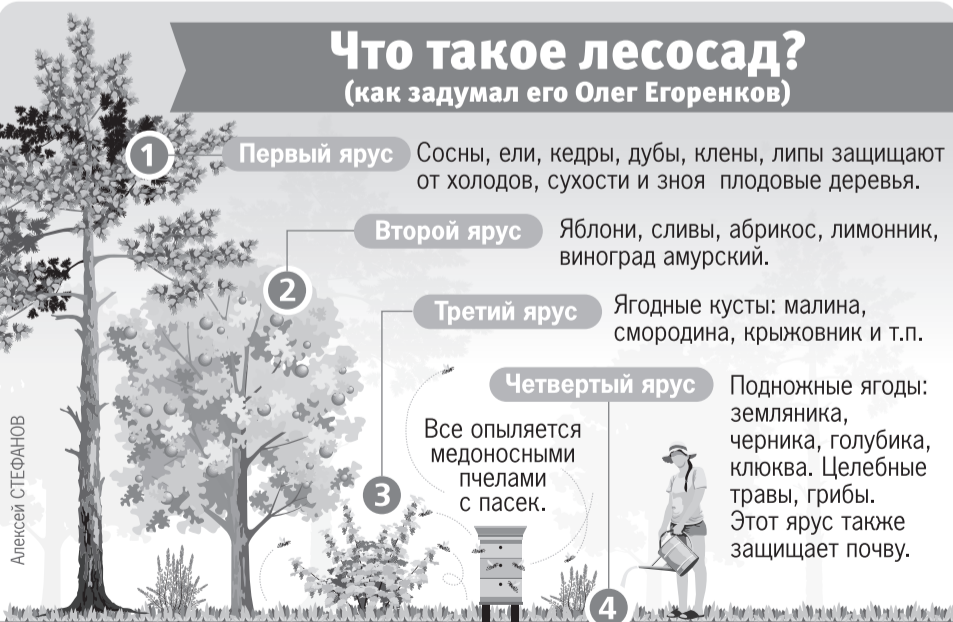 Что такое лесосад?
(как задумал его Олег Егоренков)
1
Первый ярус
Сосны, ели, кедры, дубы, клены, липы защищают
от холодов, сухости и зноя плодовые деревья.
2
Второй ярус
Яблони, сливы, абрикос, лимонник,
виноград амурский.
3
Третий ярус
Ягодные кусты: малина,
смородина, крыжовник и т.п.
4
Четвертый ярус
Подножные ягоды:
земляника,
черника, голубика,
клюква. Целебные
травы, грибы.
Этот ярус также
защищает почву.
Все опыляется
медоносными
пчелами
с пасек.
Алексей СТЕФАНОВ